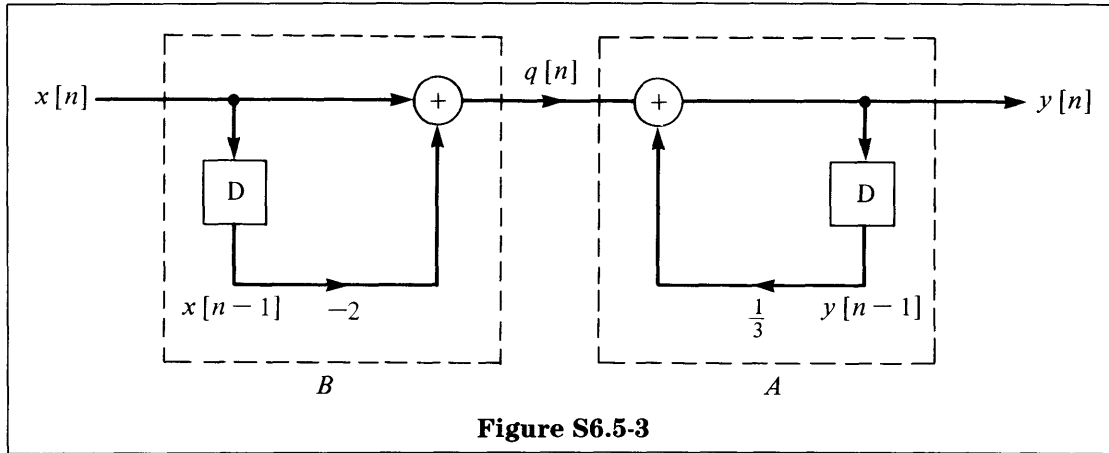 x [n]
q [n]
y [n]
+
+
D
D
x [n − 1]
−2
1/3
y [n − 1]
B
A
Figure S6.5-3